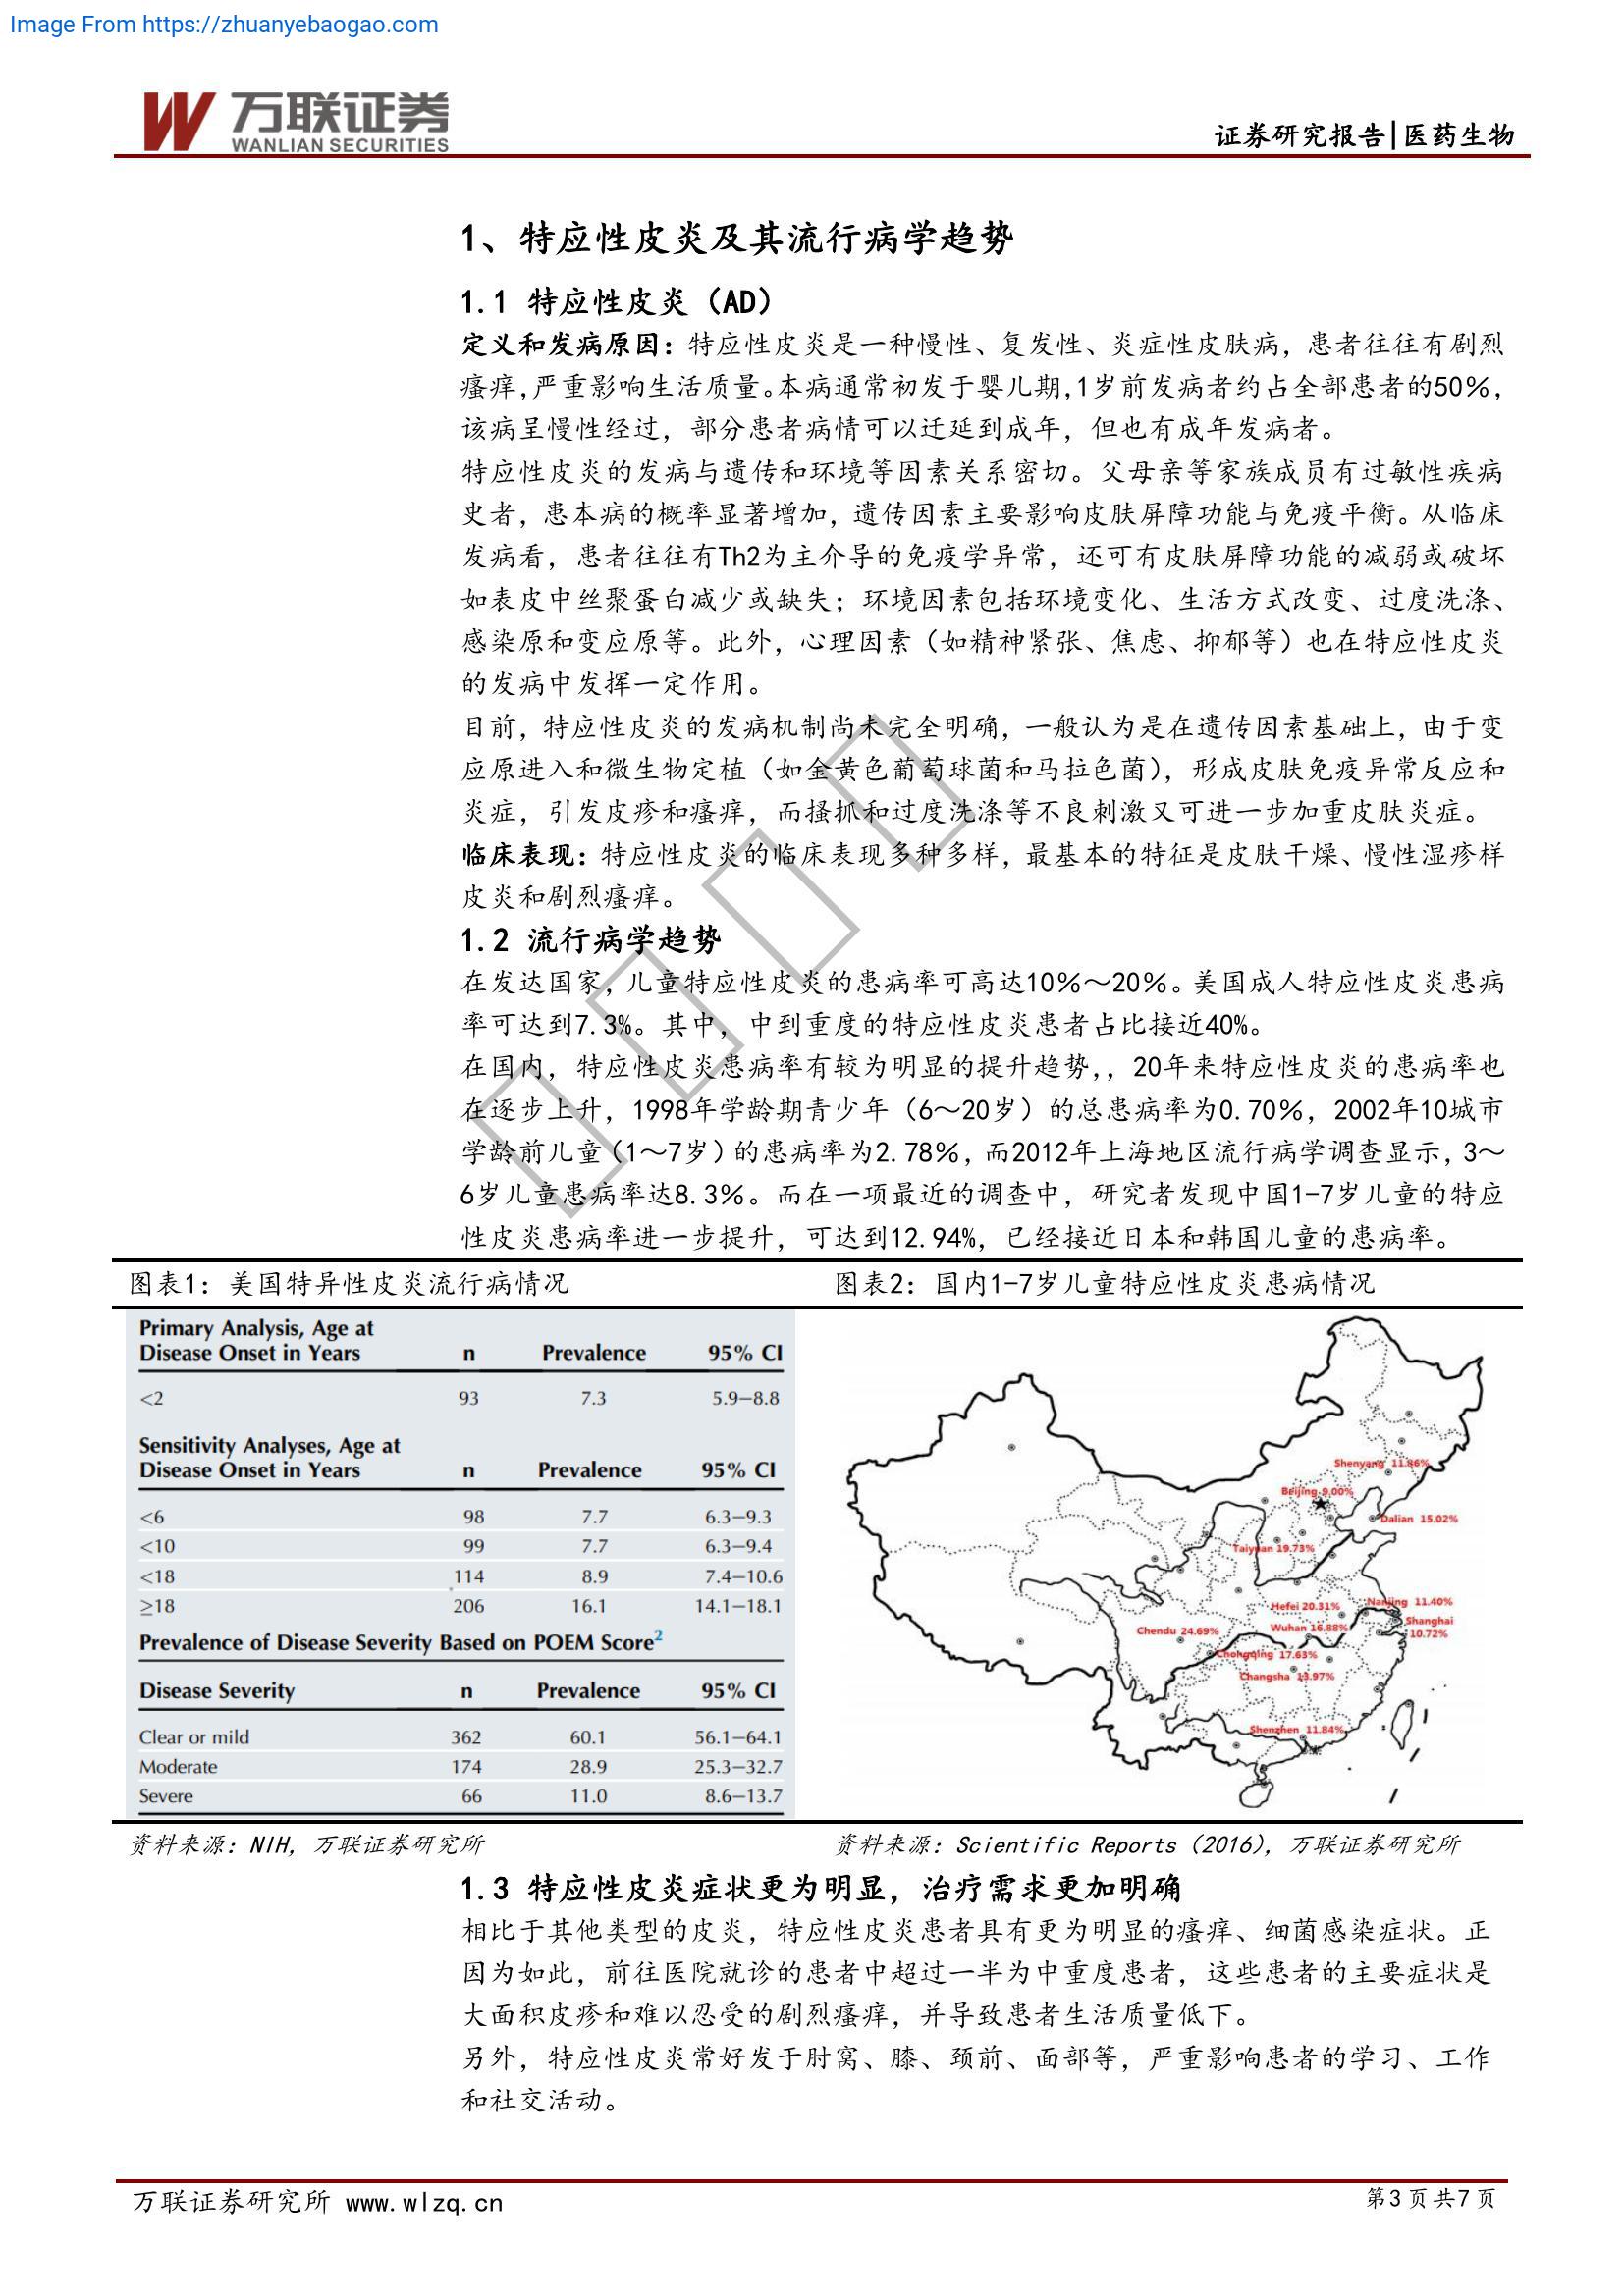 Image From https://zhuanyebaogao.com
万联证券
WANLIAN SECURITIES
证券研究报告|医药生物
1、特应性皮炎及其流行病学趋势
1.1 特应性皮炎（AD）
定义和发病原因：特应性皮炎是一种慢性、复发性、炎症性皮肤病，患者往往有剧烈
瘙痒，严重影响生活质量。本病通常初发于婴儿期，1岁前发病者约占全部患者的50%，
该病呈慢性经过，部分患者病情可以迁延到成年，但也有成年发病者。
特应性皮炎的发病与遗传和环境等因素关系密切。父母亲等家族成员有过敏性疾病
史者，患本病的概率显著增加，遗传因素主要影响皮肤屏障功能与免疫平衡。从临床
发病看，患者往往有Th2为主介导的免疫学异常，还可有皮肤屏障功能的减弱或破坏
如表皮中丝聚蛋白减少或缺失；环境因素包括环境变化、生活方式改变、过度洗涤、
感染原和变应原等。此外，心理因素（如精神紧张、焦虑、抑郁等）也在特应性皮炎
的发病中发挥一定作用。
目前，特应性皮炎的发病机制尚未完全明确，一般认为是在遗传因素基础上，由于变
应原进入和微生物定植（如金黄色葡萄球菌和马拉色菌），形成皮肤免疫异常反应和
炎症，引发皮疹和瘙痒，而搔抓和过度洗涤等不良刺激又可进一步加重皮肤炎症。
临床表现：特应性皮炎的临床表现多种多样，最基本的特征是皮肤干燥、慢性湿疹样
皮炎和剧烈瘙痒。
1.2 流行病学趋势
在发达国家，儿童特应性皮炎的患病率可高达10%～20%。美国成人特应性皮炎患病
率可达到7.3%。其中，中到重度的特应性皮炎患者占比接近40%。
在国内，特应性皮炎患病率有较为明显的提升趋势，，20年来特应性皮炎的患病率也
在逐步上升，1998年学龄期青少年（6～20岁）的总患病率为0.70%，2002年10城市
学龄前儿童（1～7岁）的患病率为2.78%，而2012年上海地区流行病学调查显示，3～
6岁儿童患病率达8.3%。而在一项最近的调查中，研究者发现中国1-7岁儿童的特应
性皮炎患病率进一步提升，可达到12.94%，已经接近日本和韩国儿童的患病率。
图表1：美国特异性皮炎流行病情况
图表2：国内1-7岁儿童特应性皮炎患病情况
Primary Analysis, Age at
Disease Onset in Years n Prevalence 95% CI
<2 93 7.3 5.9–8.8
Sensitivity Analyses, Age at
Disease Onset in Years n Prevalence 95% CI
<6 98 7.7 6.3–9.3
<10 99 7.7 6.3–9.4
<18 114 8.9 7.4–10.6
≥18 206 16.1 14.1–18.1
Prevalence of Disease Severity Based on POEM Score2
Disease Severity n Prevalence 95% CI
Clear or mild 362 60.1 56.1–64.1
Moderate 174 28.9 25.3–32.7
Severe 66 11.0 8.6–13.7
Shenyang 11.86%
Beijing 9.00%
Dalian 15.02%
Taiyuan 19.73%
Nanjing 11.40%
Hefei 20.31%
Shanghai
10.72%
Wuhan 16.88%
Chendu 24.69%
Chongqing 17.63%
Changsha 13.97%
Shenzhen 11.84%
资料来源：NIH，万联证券研究所
资料来源：Scientific Reports (2016)，万联证券研究所
1.3 特应性皮炎症状更为明显，治疗需求更加明确
相比于其他类型的皮炎，特应性皮炎患者具有更为明显的瘙痒、细菌感染症状。正
因为如此，前往医院就诊的患者中超过一半为中重度患者，这些患者的主要症状是
大面积皮疹和难以忍受的剧烈瘙痒，并导致患者生活质量低下。
另外，特应性皮炎常好发于肘窝、膝、颈前、面部等，严重影响患者的学习、工作
和社交活动。
万联证券研究所 www.wlzq.cn
第3页共7页